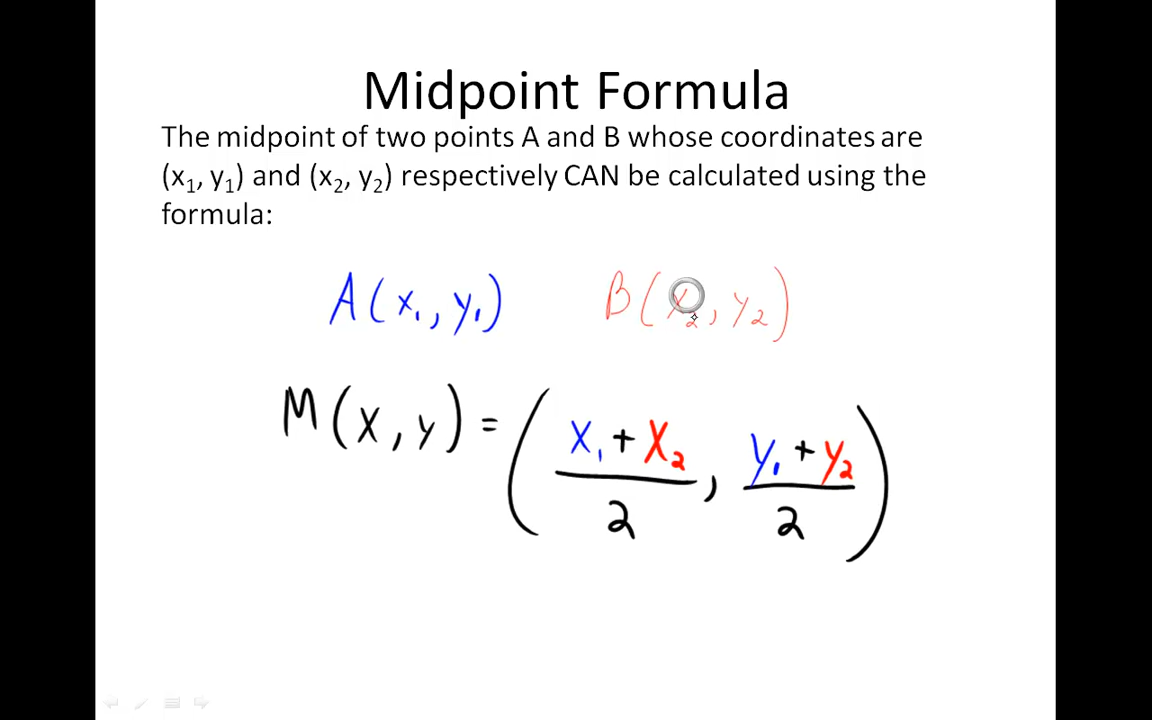 Midpoint Formula
The midpoint of two points A and B whose coordinates are
(x₁, y₁) and (x₂, y₂) respectively CAN be calculated using the
formula:
A(x₁, y₁) B(x₂, y₂)
M(x, y) = ( (x₁ + x₂)/2 , (y₁ + y₂)/2 )